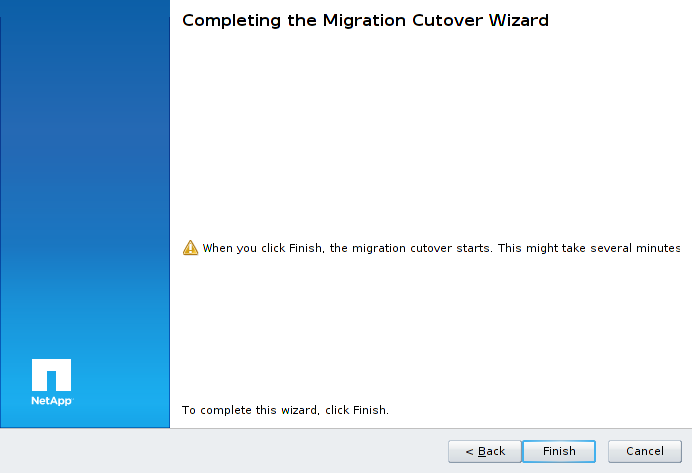 Completing the Migration Cutover Wizard
When you click Finish, the migration cutover starts. This might take several minutes
NetApp
To complete this wizard, click Finish.
< Back
Finish
Cancel